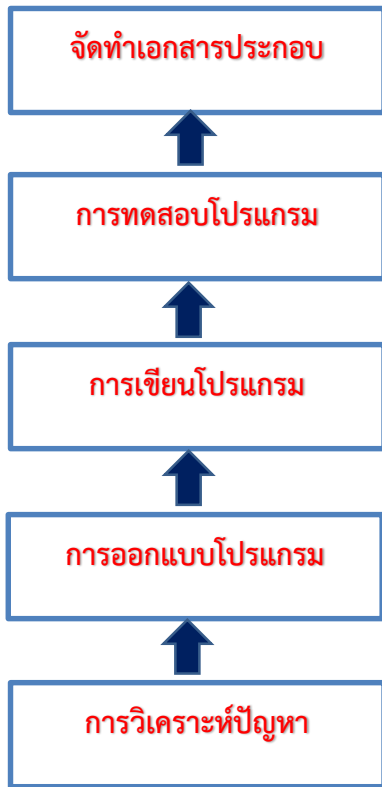 จัดทำเอกสารประกอบ
การทดสอบโปรแกรม
การเขียนโปรแกรม
การออกแบบโปรแกรม
การวิเคราะห์ปัญหา